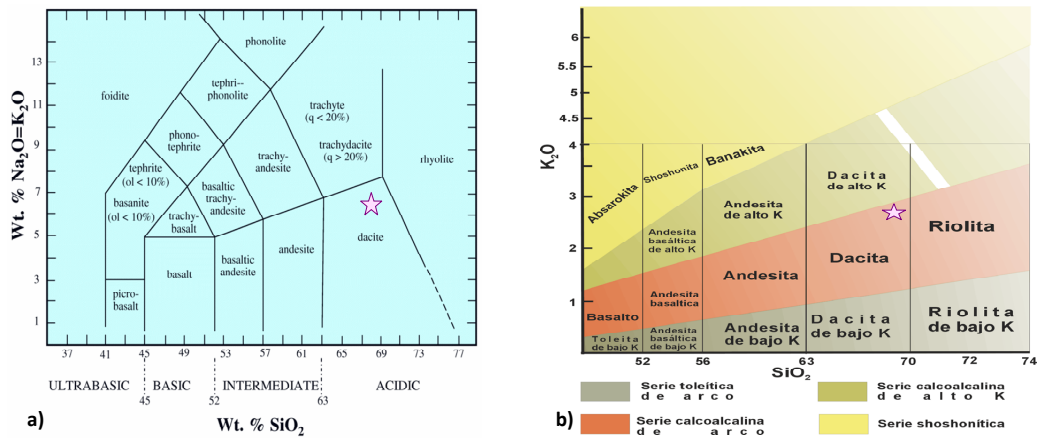 Wt. % Na2O=K2O
13
11
9
7
5
3
1
foidite
phonolite
tephri--
phonolite
trachyte
(q < 20%)
trachydacite
(q > 20%)
rhyolite
phono-
tephrite
tephrite
(ol < 10%)
trachy-
andesite
basanite
(ol < 10%)
basaltic
trachy-
andesite
trachy-
basalt
dacite
andesite
basalt
basaltic
andesite
picro-
basalt
37
41
45
49
53
57
65
69
73
77
ULTRABASIC
BASIC
INTERMEDIATE
ACIDIC
45
52
63
a)
Wt. % SiO2
K2O
6
5
4.5
4
3
2
1
Absarokita
Shoshunita
Banakita
Dacita
de alto K
Andesita
de alto K
Andesita
basáltica
de alto K
Riolita
Dacita
Andesita
Andesita
basaltica
Basalto
Toleita
de bajo K
Andesita
basáltica
de bajo K
Andesita
de bajo K
Dacita
de bajo K
Riolita
de bajo K
52
56
63
70
72
74
SiO2
Serie toleítica
de arco
Serie calcoalcalina
de alto K
Serie calcoalcalina
de arco
Serie shoshonítica
b)